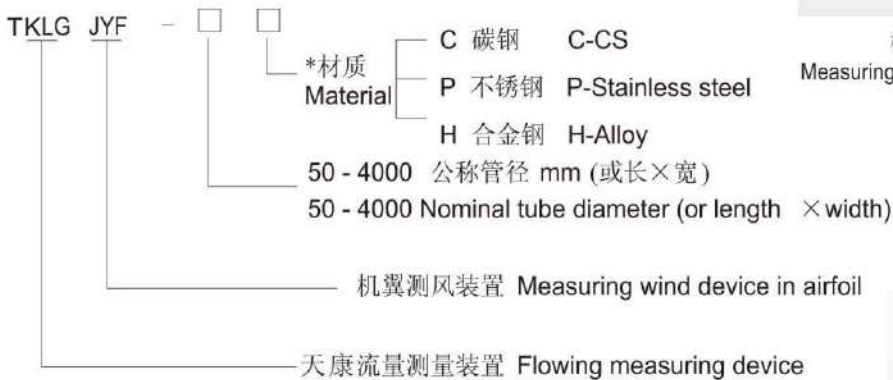 TKLG JYF - □ □
C 碳钢 C-CS
*材质
Material
P 不锈钢 P-Stainless steel
Measuring
H 合金钢 H-Alloy
50 - 4000 公称管径 mm (或长×宽)
50 - 4000 Nominal tube diameter (or length ×width)
机翼测风装置 Measuring wind device in airfoil
天康流量测量装置 Flowing measuring device